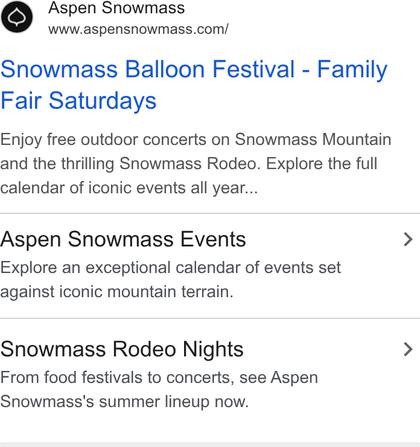 Aspen Snowmass
www.aspensnowmass.com/
Snowmass Balloon Festival - Family
Fair Saturdays
Enjoy free outdoor concerts on Snowmass Mountain
and the thrilling Snowmass Rodeo. Explore the full
calendar of iconic events all year...
Aspen Snowmass Events
Explore an exceptional calendar of events set
against iconic mountain terrain.
Snowmass Rodeo Nights
From food festivals to concerts, see Aspen
Snowmass's summer lineup now.